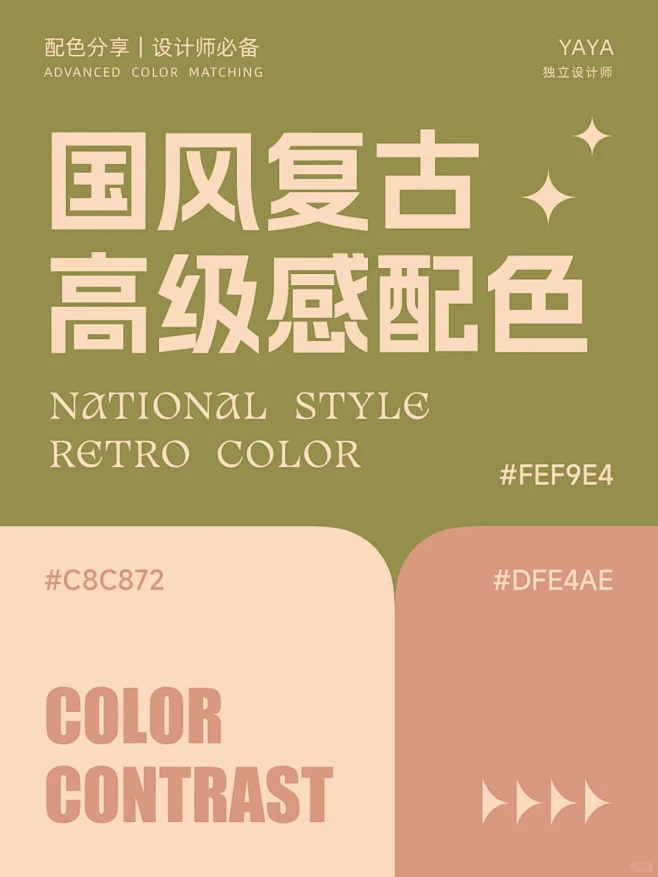 配色分享｜设计师必备
YAYA
ADVANCED COLOR MATCHING
独立设计师
国风复古
高级感配色
NATIONAL STYLE
RETRO COLOR
#FEF9E4
#C8C872
#DFE4AE
COLOR
CONTRAST